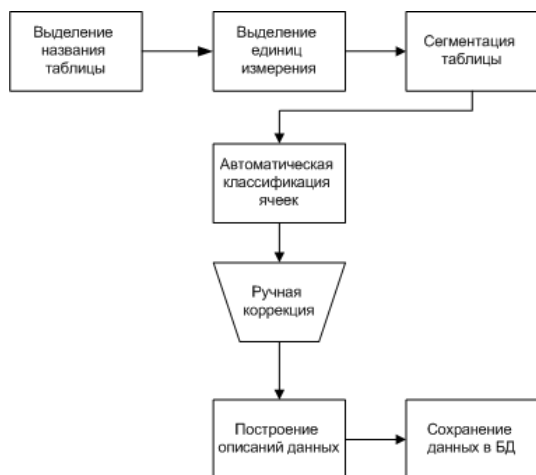 Выделение
названия
таблицы
Выделение
единиц
измерения
Сегментация
таблицы
Автоматическая
классификация
ячеек
Ручная
коррекция
Построение
описаний данных
Сохранение
данных в БД